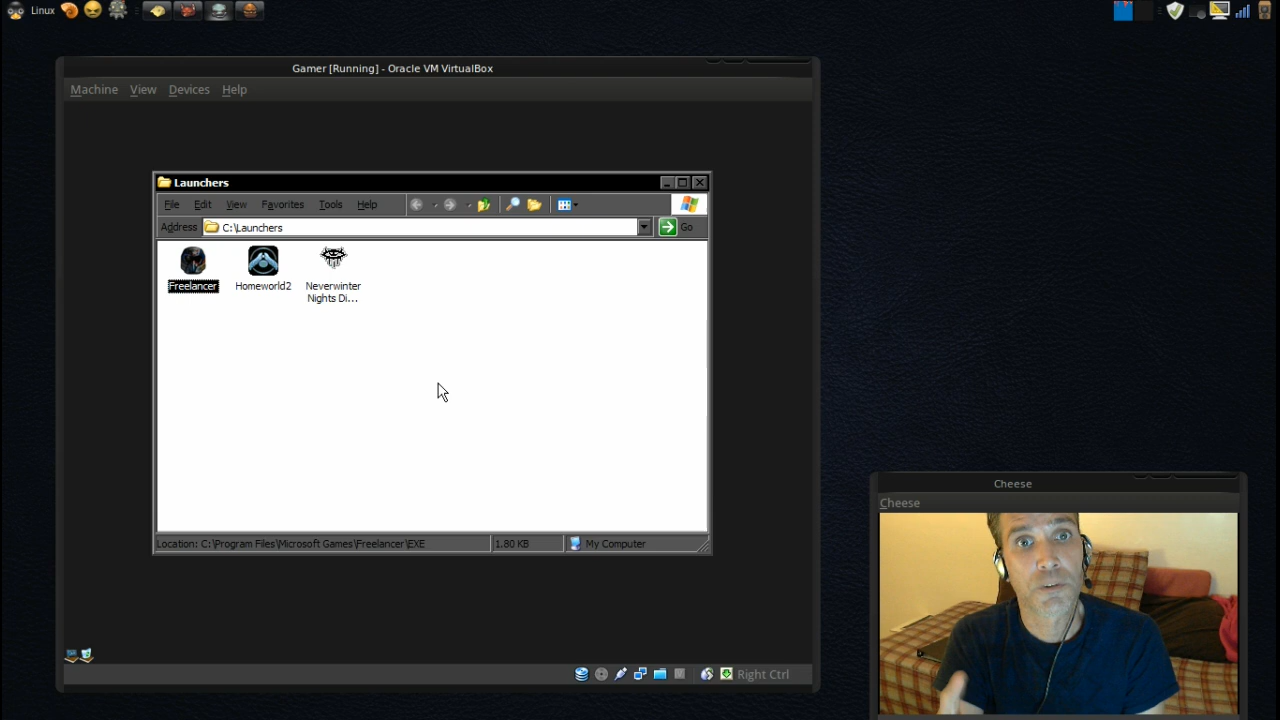 Linux
Gamer [Running] - Oracle VM VirtualBox
Machine View Devices Help
Launchers
File Edit View Favorites Tools Help
Address C:\Launchers Go
Freelancer Homeworld2 Neverwinter
Nights Di...
Location: C:\Program Files\Microsoft Games\Freelancer\EXE 1.80 KB My Computer
Right Ctrl
Cheese
Cheese